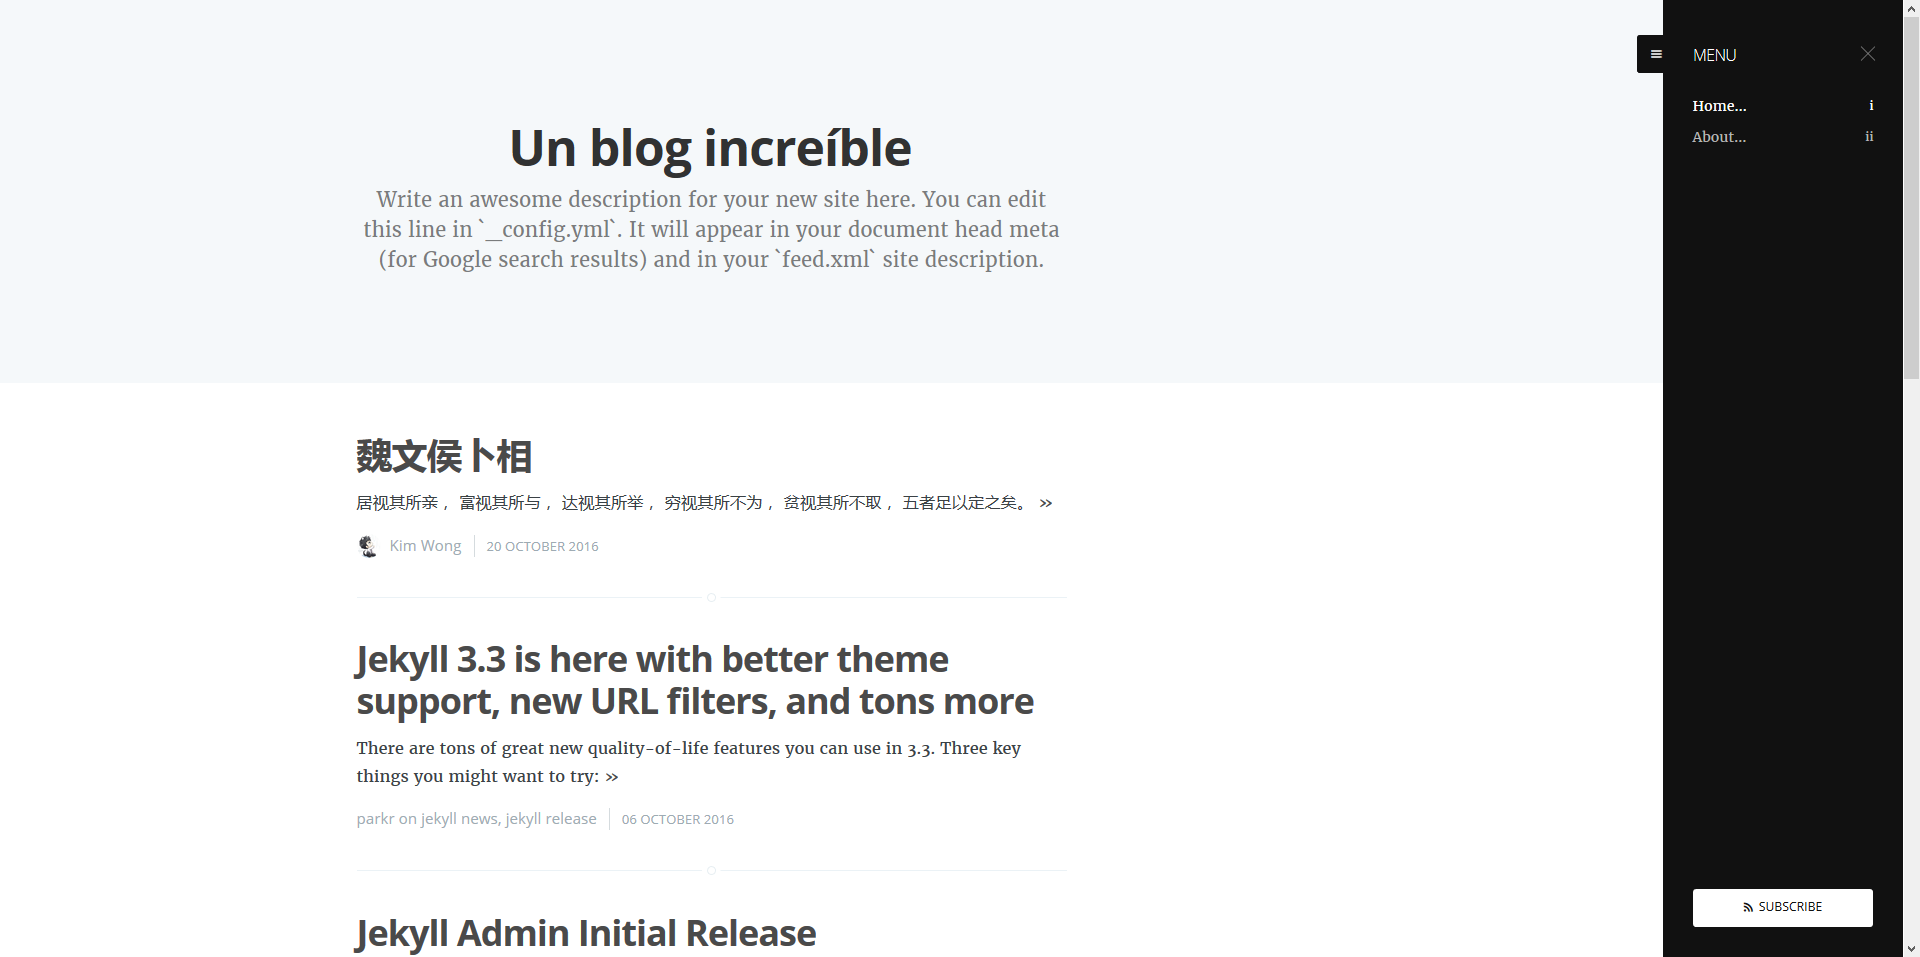 MENU
Home... i
About... ii
Un blog increíble
Write an awesome description for your new site here. You can edit
this line in `_config.yml`. It will appear in your document head meta
(for Google search results) and in your `feed.xml` site description.
魏文侯卜相
居视其所亲， 富视其所与， 达视其所举， 穷视其所不为， 贫视其所不取， 五者足以定之矣。 »
Kim Wong 20 OCTOBER 2016
Jekyll 3.3 is here with better theme
support, new URL filters, and tons more
There are tons of great new quality-of-life features you can use in 3.3. Three key
things you might want to try: »
parkr on jekyll news, jekyll release 06 OCTOBER 2016
Jekyll Admin Initial Release
SUBSCRIBE